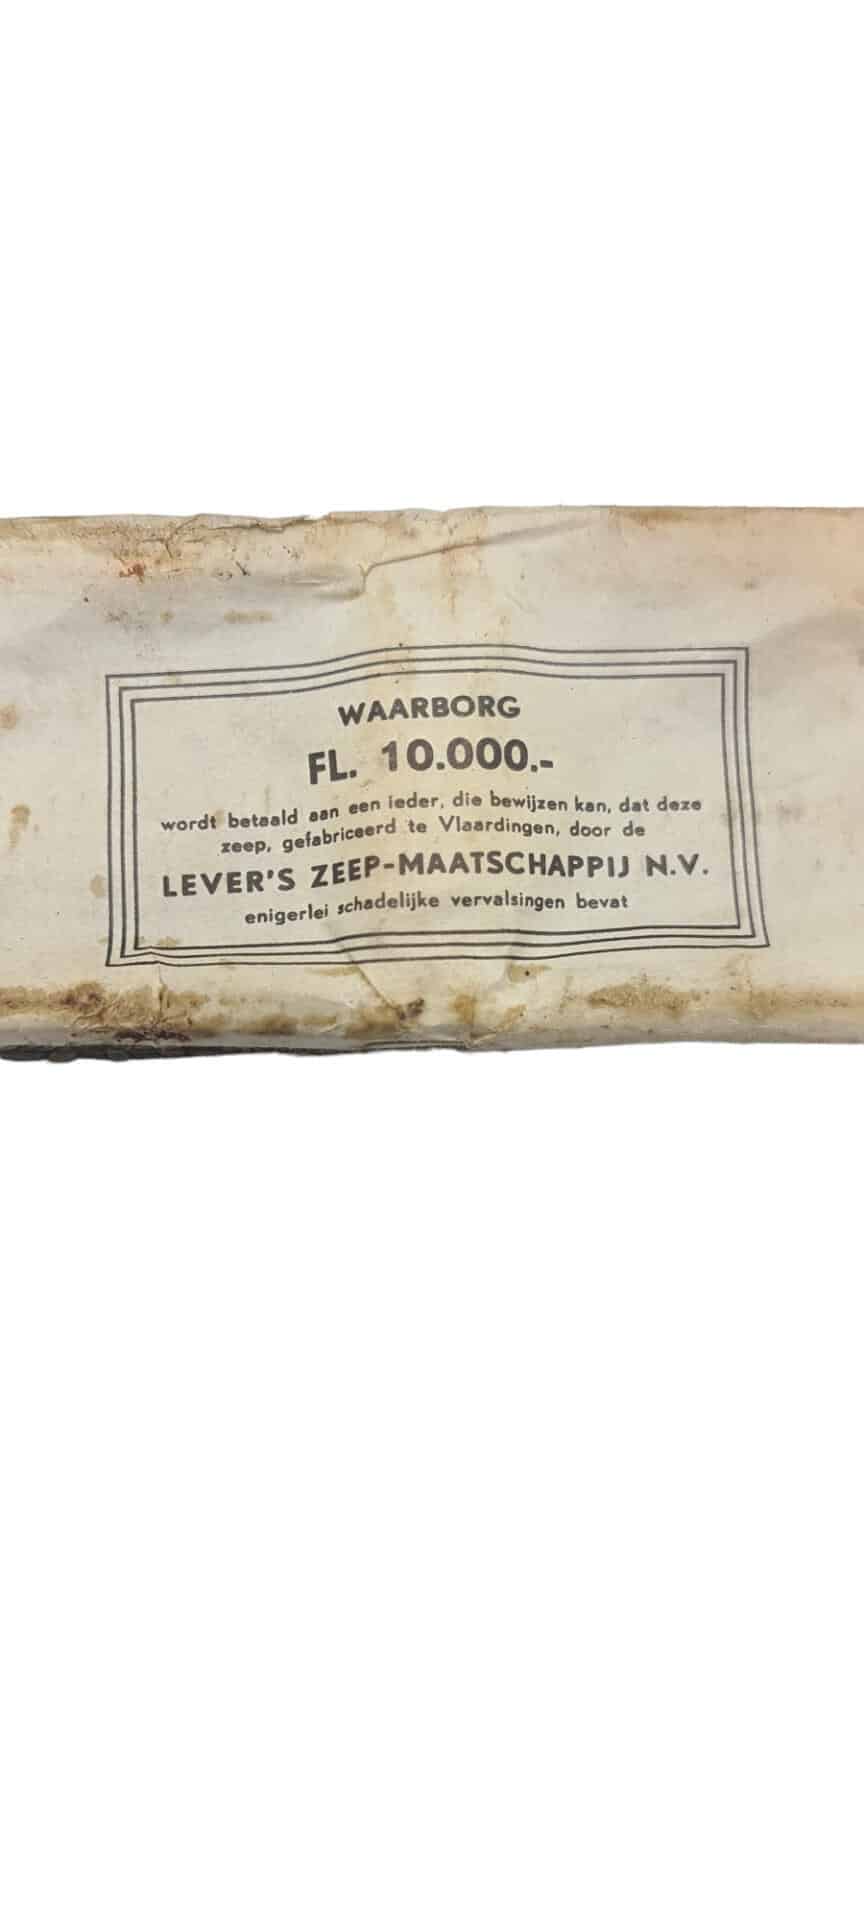 WAARBORG
FL. 10.000.-
wordt betaald aan een ieder, die bewijzen kan, dat deze
zeep, gefabriceerd te Vlaardingen, door de
LEVER'S ZEEP-MAATSCHAPPIJ N.V.
enigerlei schadelijke vervalsingen bevat